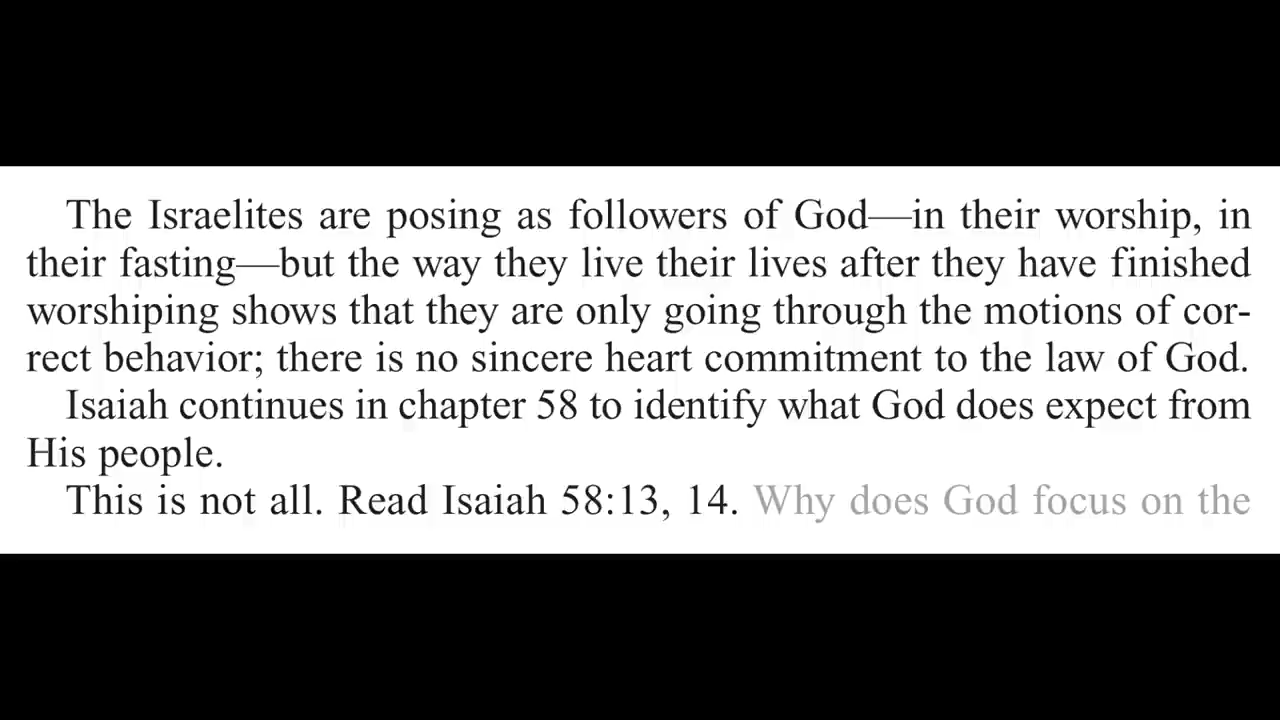 The Israelites are posing as followers of God—in their worship, in
their fasting—but the way they live their lives after they have finished
worshiping shows that they are only going through the motions of cor-
rect behavior; there is no sincere heart commitment to the law of God.
Isaiah continues in chapter 58 to identify what God does expect from
His people.
This is not all. Read Isaiah 58:13, 14. Why does God focus on the